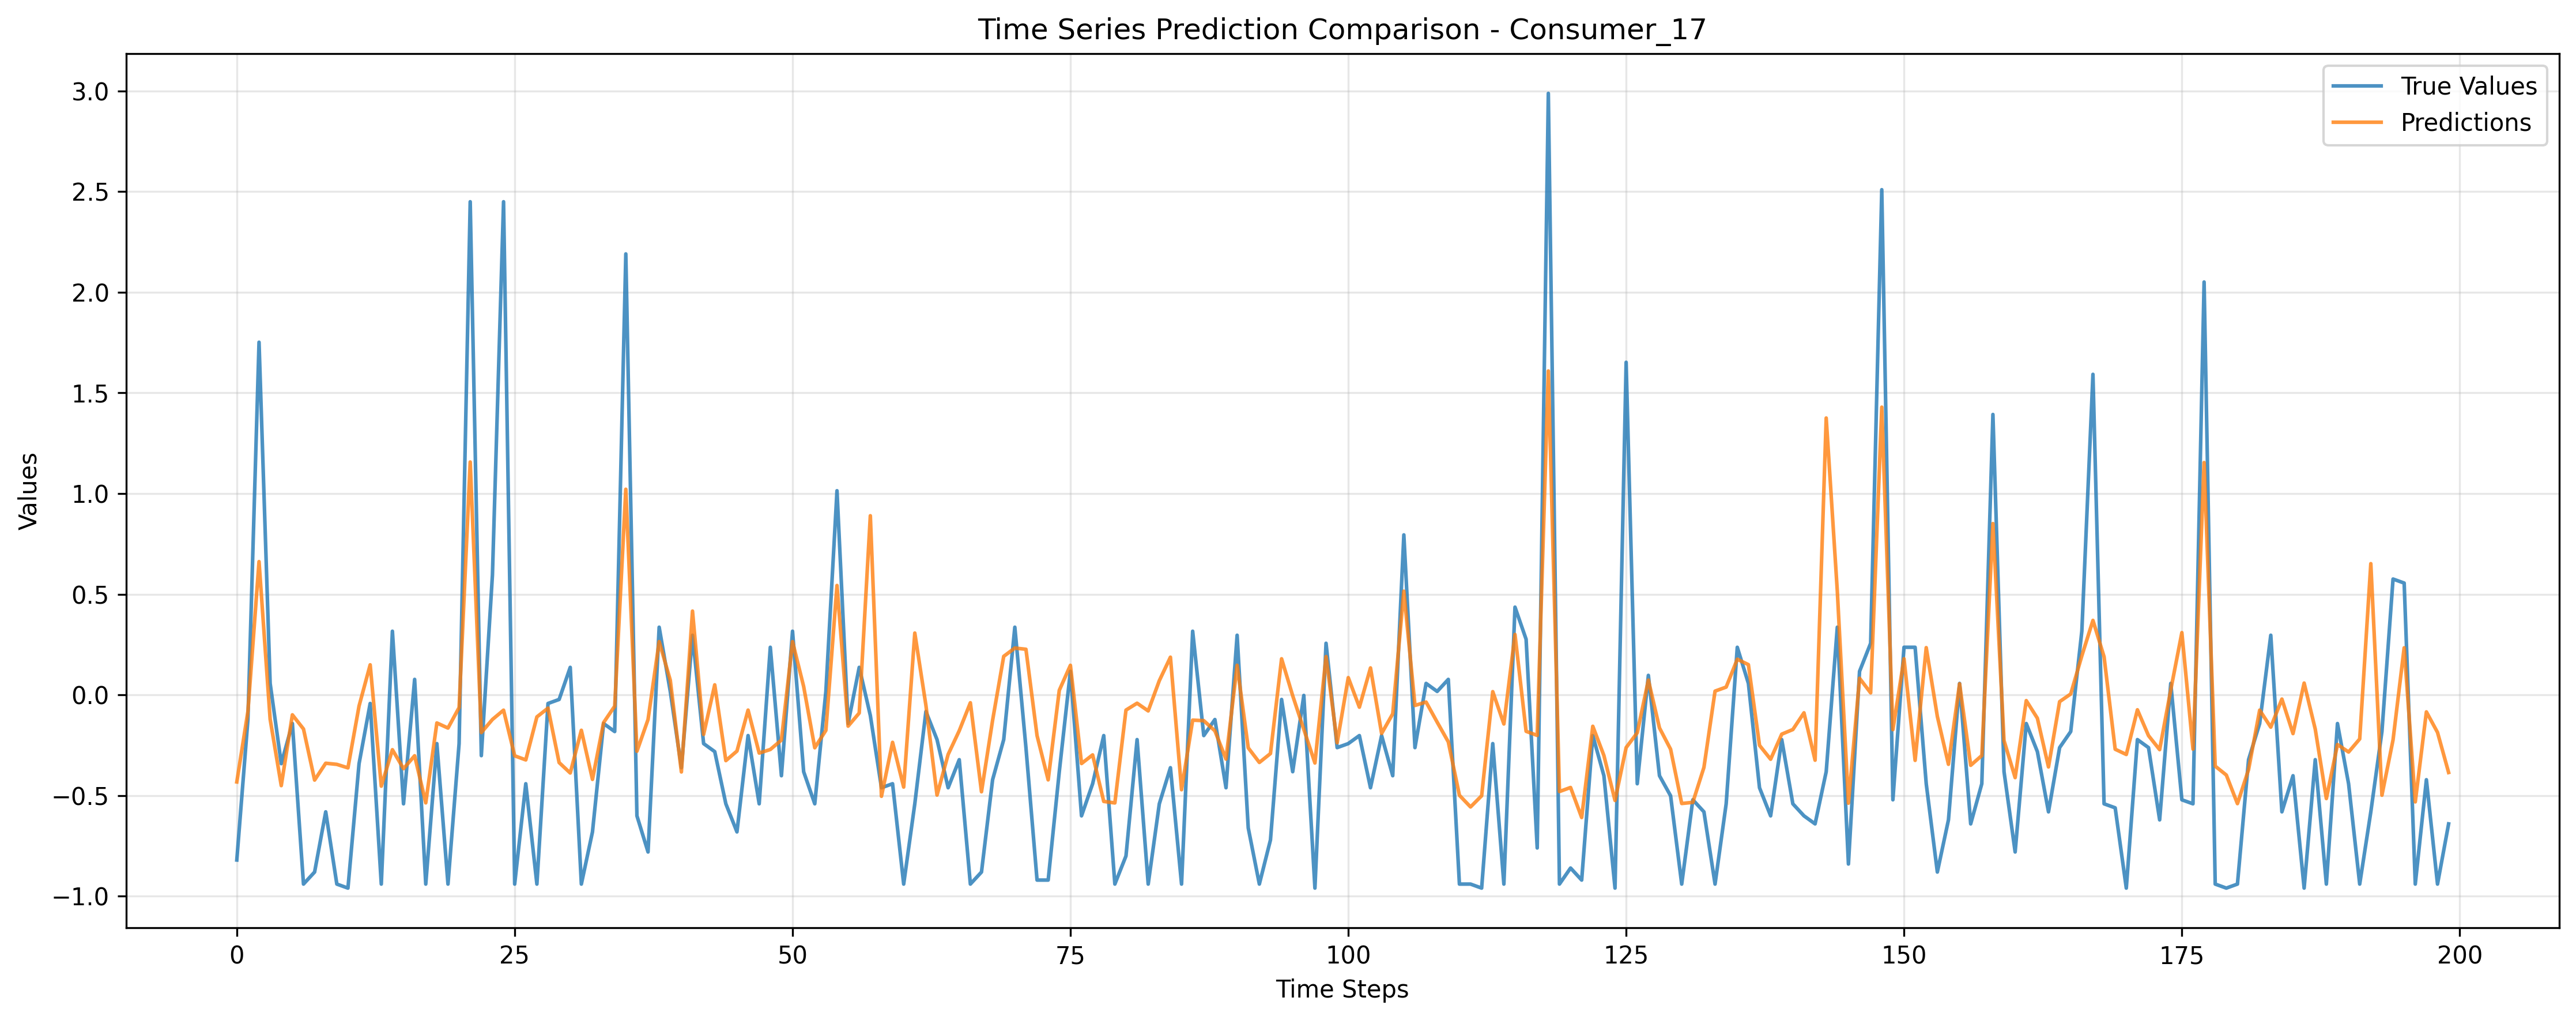 Time Series Prediction Comparison - Consumer_17
True Values
Predictions
Values
3.0
2.5
2.0
1.5
1.0
0.5
0.0
−0.5
−1.0
0 25 50 75 100 125 150 175 200
Time Steps